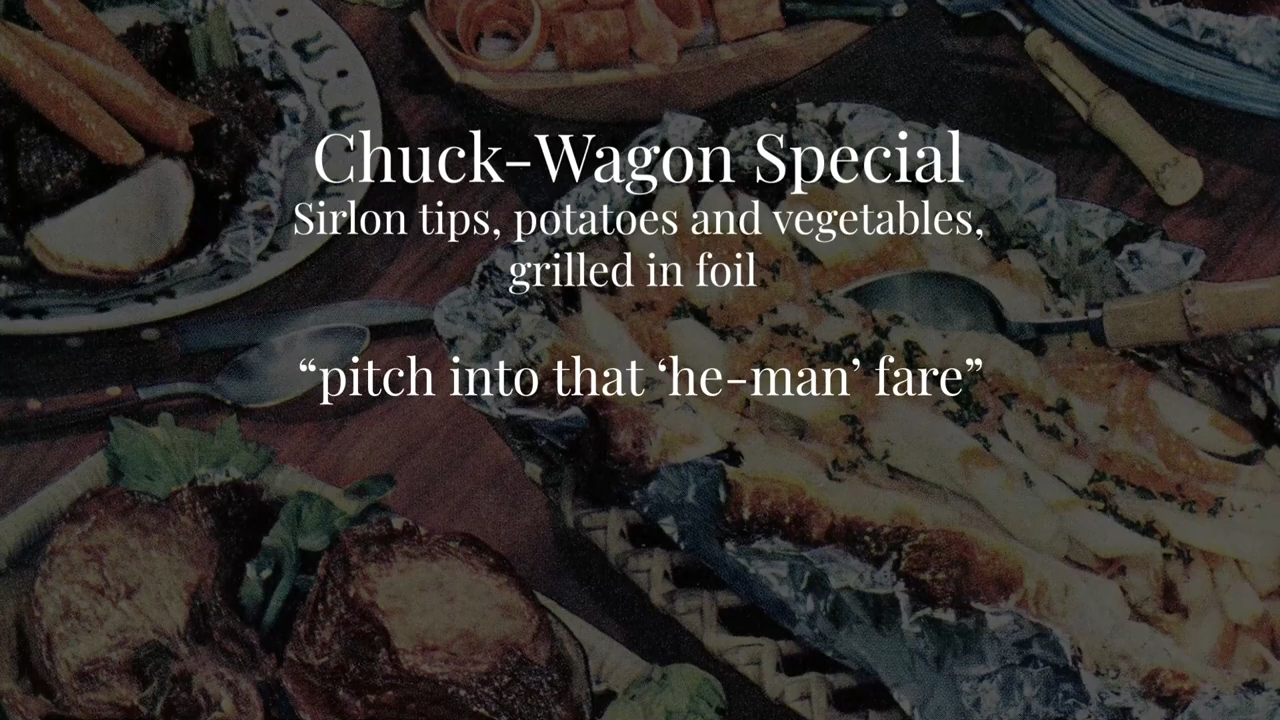 Chuck-Wagon Special
Sirlon tips, potatoes and vegetables,
grilled in foil
“pitch into that ‘he-man’ fare”